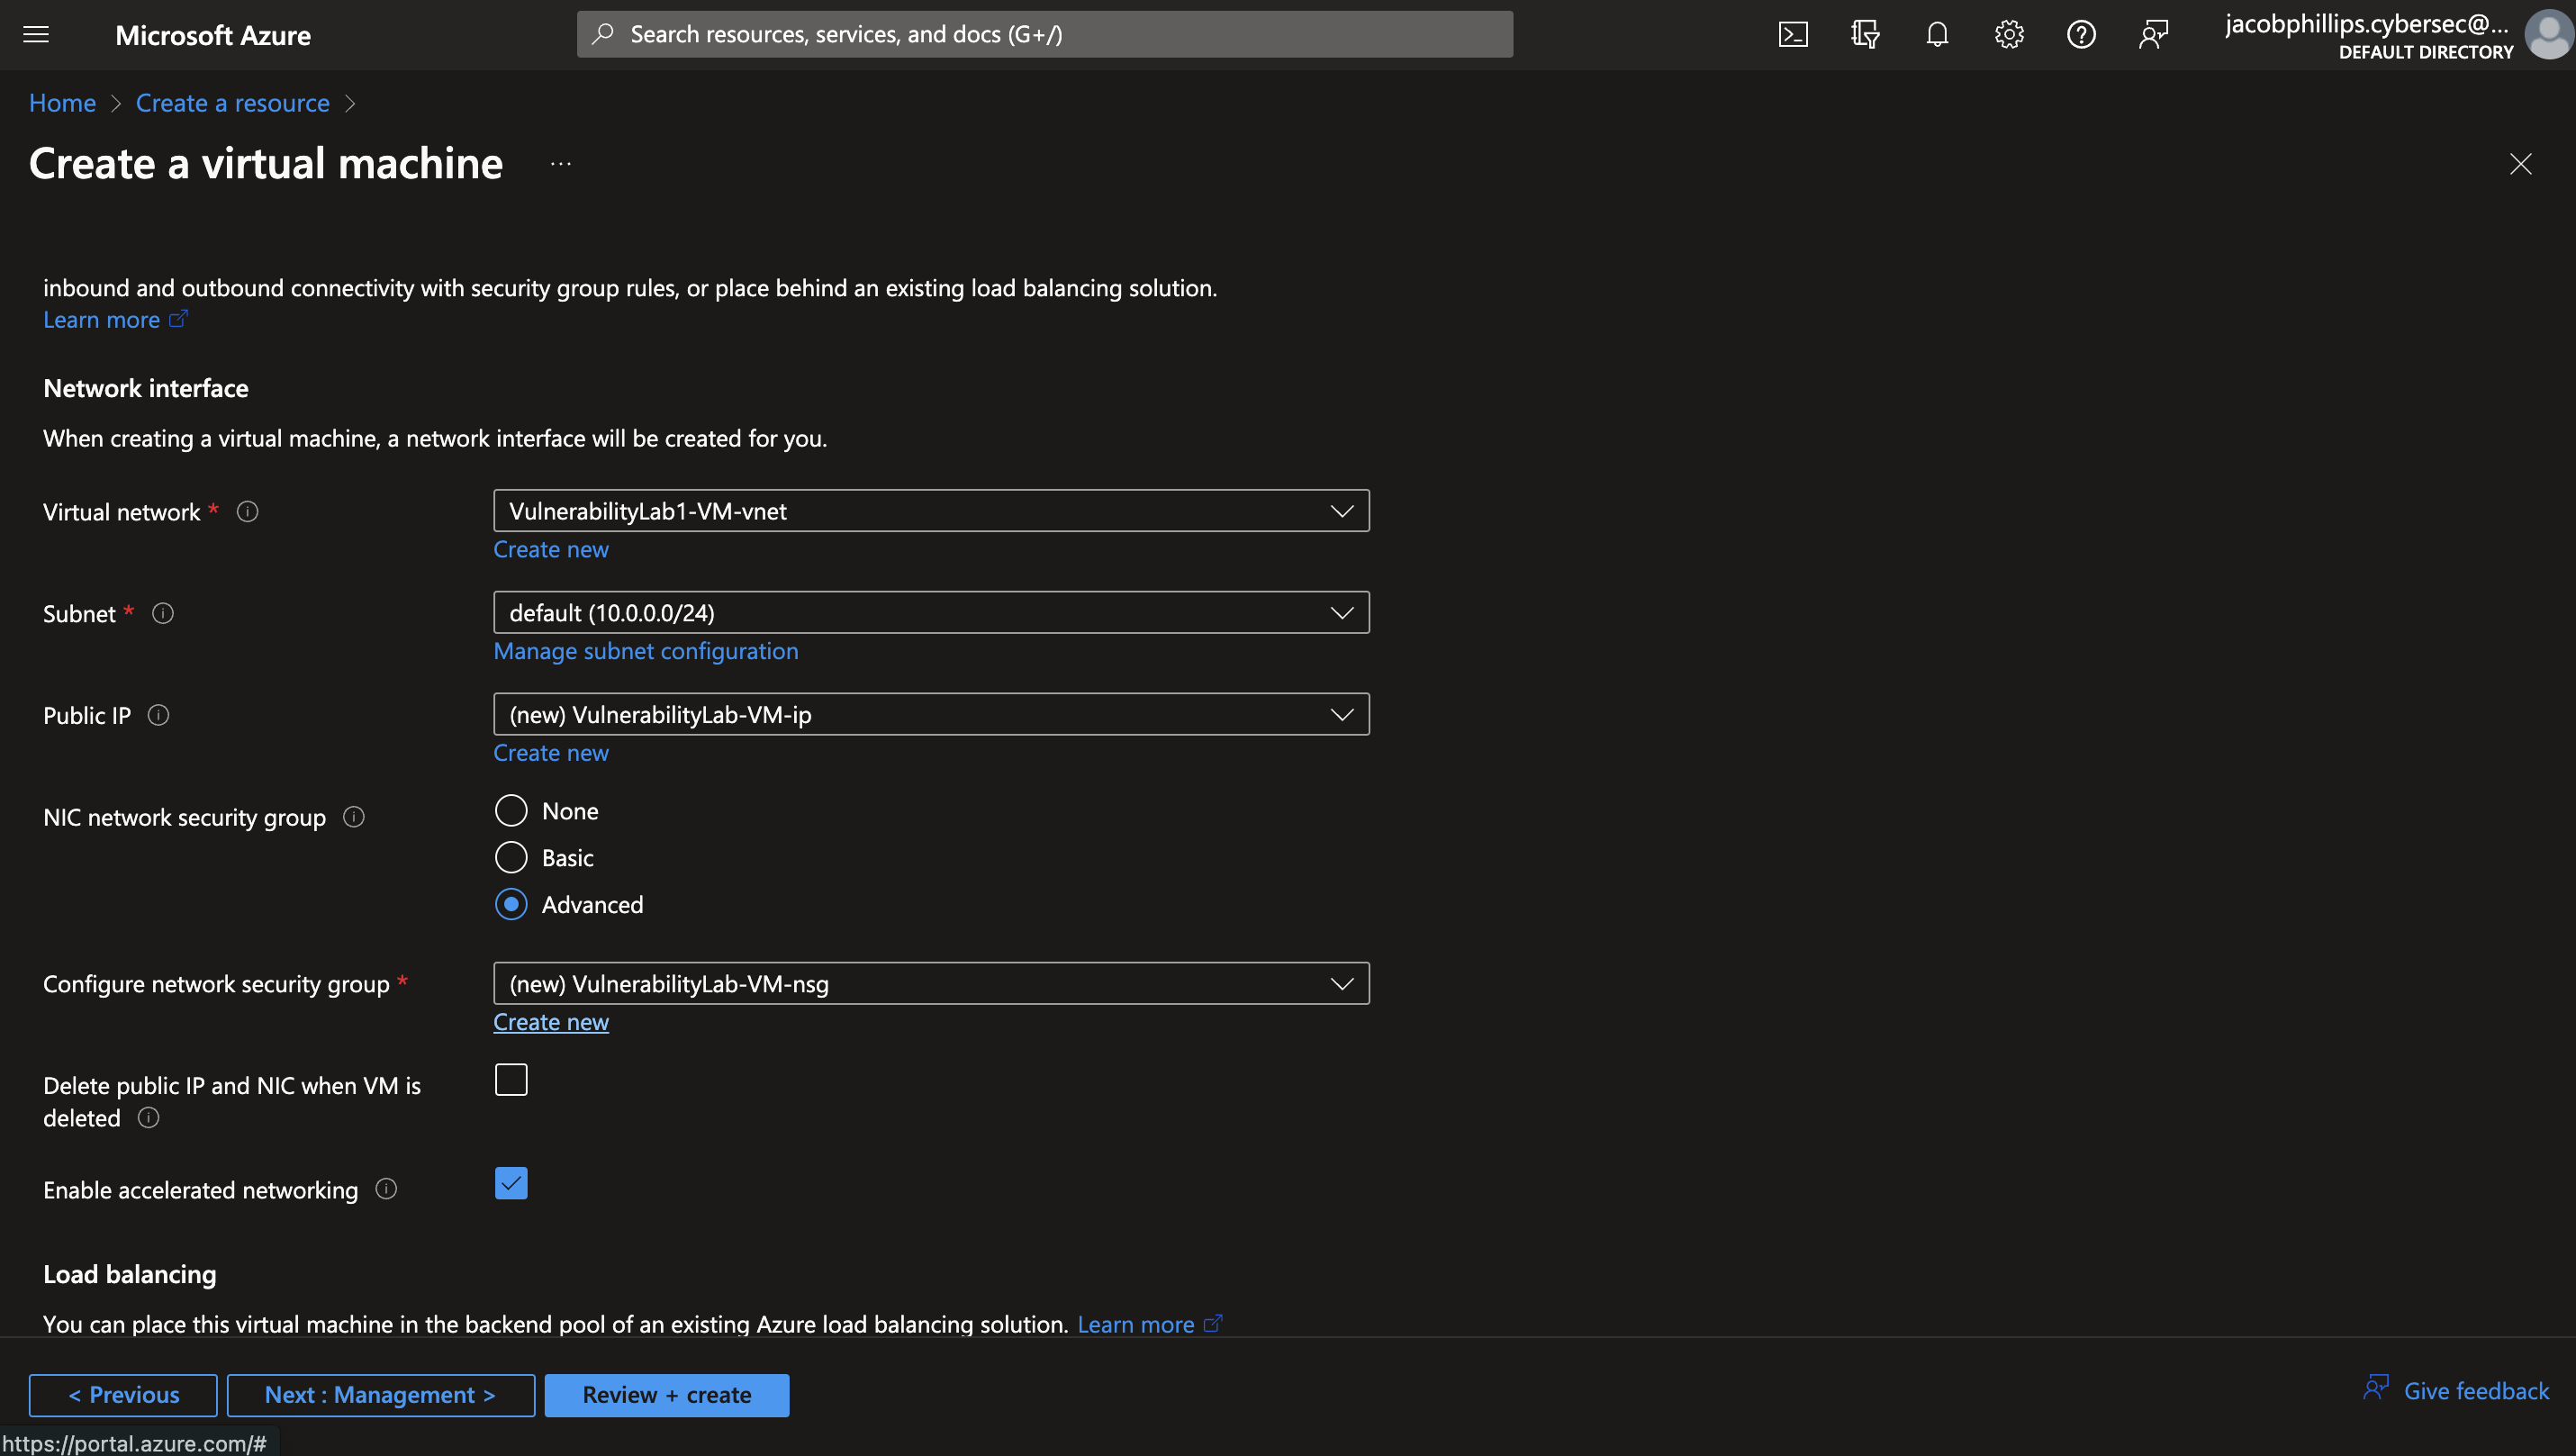 Microsoft Azure
Search resources, services, and docs (G+/)
jacobphillips.cybersec@...
DEFAULT DIRECTORY
Home > Create a resource >
Create a virtual machine ...
inbound and outbound connectivity with security group rules, or place behind an existing load balancing solution.
Learn more
Network interface
When creating a virtual machine, a network interface will be created for you.
Virtual network *
VulnerabilityLab1-VM-vnet
Create new
Subnet *
default (10.0.0.0/24)
Manage subnet configuration
Public IP
(new) VulnerabilityLab-VM-ip
Create new
NIC network security group
None
Basic
Advanced
Configure network security group *
(new) VulnerabilityLab-VM-nsg
Create new
Delete public IP and NIC when VM is
deleted
Enable accelerated networking
Load balancing
You can place this virtual machine in the backend pool of an existing Azure load balancing solution. Learn more
< Previous
Next : Management >
Review + create
Give feedback
https://portal.azure.com/#